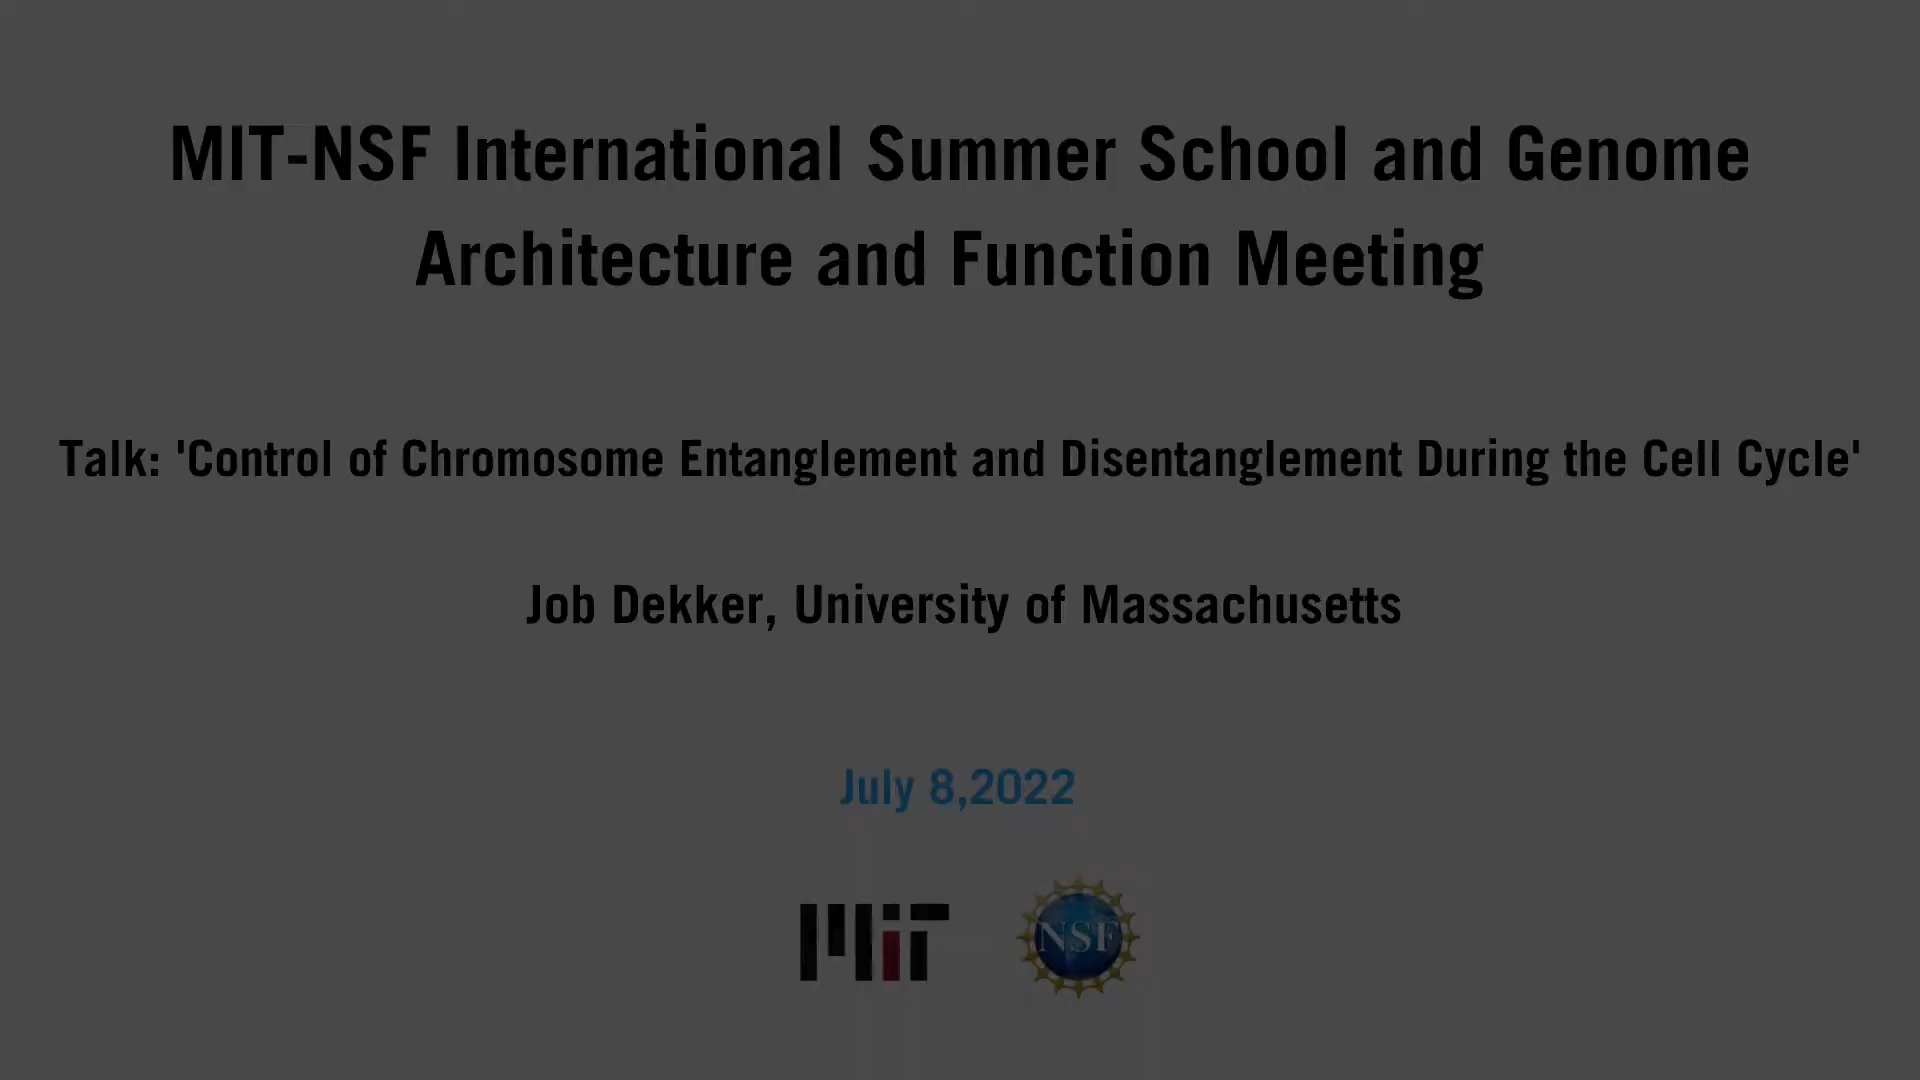 MIT-NSF International Summer School and Genome
Architecture and Function Meeting
Talk: 'Control of Chromosome Entanglement and Disentanglement During the Cell Cycle'
Job Dekker, University of Massachusetts
July 8,2022
MIT NSF